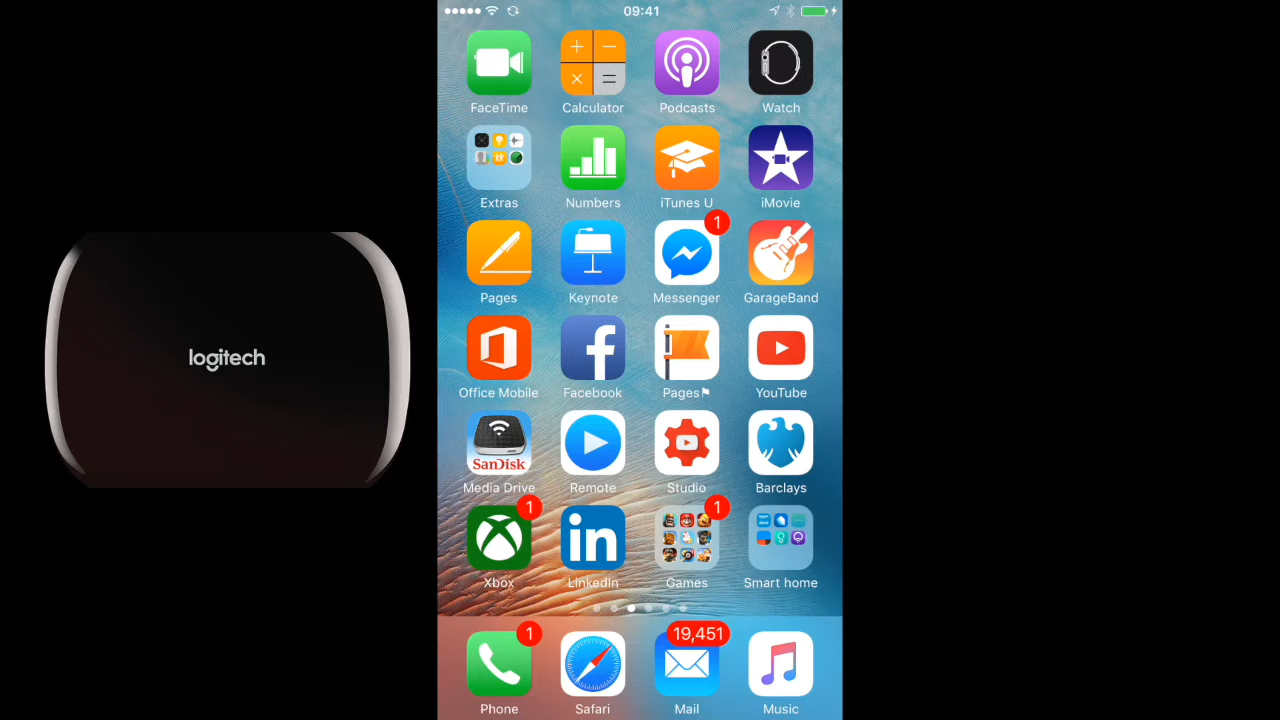 09:41
FaceTime
Calculator
Podcasts
Watch
Extras
Numbers
iTunes U
iMovie
1
Pages
Keynote
Messenger
GarageBand
Office Mobile
Facebook
Pages⚑
YouTube
SanDisk
Media Drive
Remote
Studio
Barclays
logitech
1
in
1
Xbox
LinkedIn
Games
Smart home
1
19,451
Phone
Safari
Mail
Music